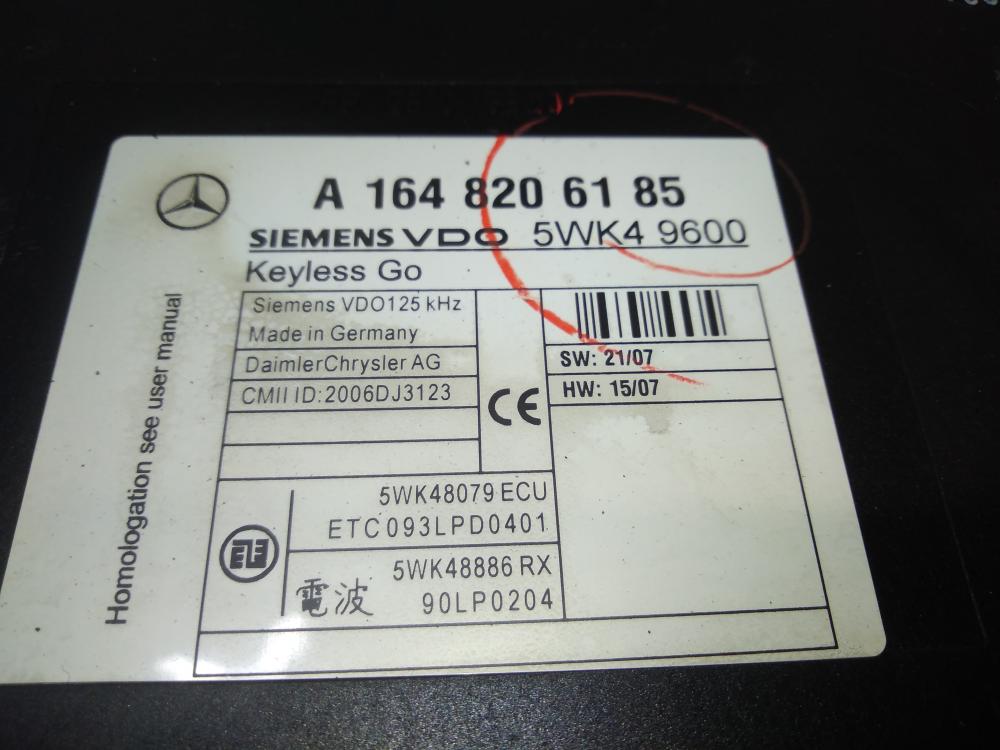 A 164 820 61 85
SIEMENS VDO 5WK4 9600
Keyless Go
Siemens VDO125 kHz
Made in Germany
DaimlerChrysler AG
CMII ID:2006DJ3123
SW: 21/07
HW: 15/07
CE
5WK48079 ECU
ETC093LPD0401
5WK48886 RX
電波 90LP0204
Homologation see user manual